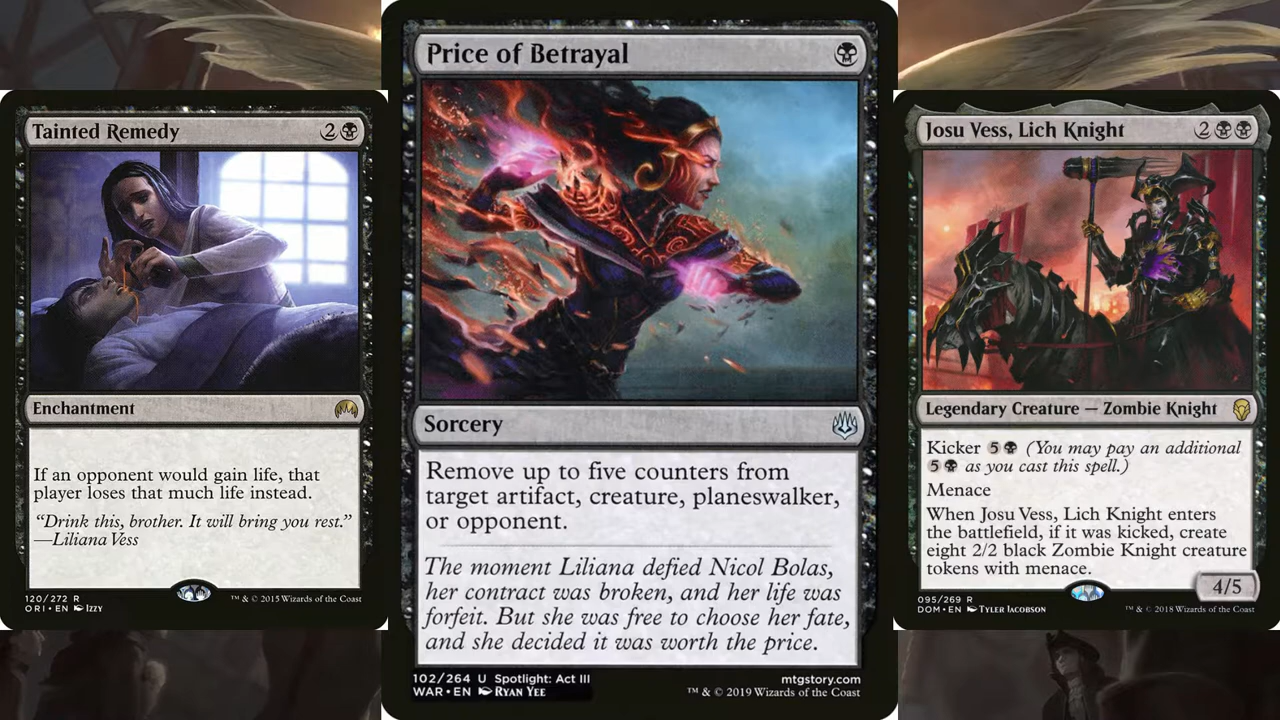 Tainted Remedy 2
Enchantment
If an opponent would gain life, that
player loses that much life instead.
“Drink this, brother. It will bring you rest.”
—Liliana Vess
120/272 R
ORI • EN Izzy
™ & © 2015 Wizards of the Coast
Price of Betrayal
Sorcery
Remove up to five counters from
target artifact, creature, planeswalker,
or opponent.
The moment Liliana defied Nicol Bolas,
her contract was broken, and her life was
forfeit. But she was free to choose her fate,
and she decided it was worth the price.
102/264 U Spotlight: Act III
WAR • EN Ryan Yee
mtgstory.com
™ & © 2019 Wizards of the Coast
Josu Vess, Lich Knight 2
Legendary Creature — Zombie Knight
Kicker 5 (You may pay an additional
5 as you cast this spell.)
Menace
When Josu Vess, Lich Knight enters
the battlefield, if it was kicked, create
eight 2/2 black Zombie Knight creature
tokens with menace.
4/5
095/269 R
DOM • EN Tyler Jacobson
™ & © 2018 Wizards of the Coast